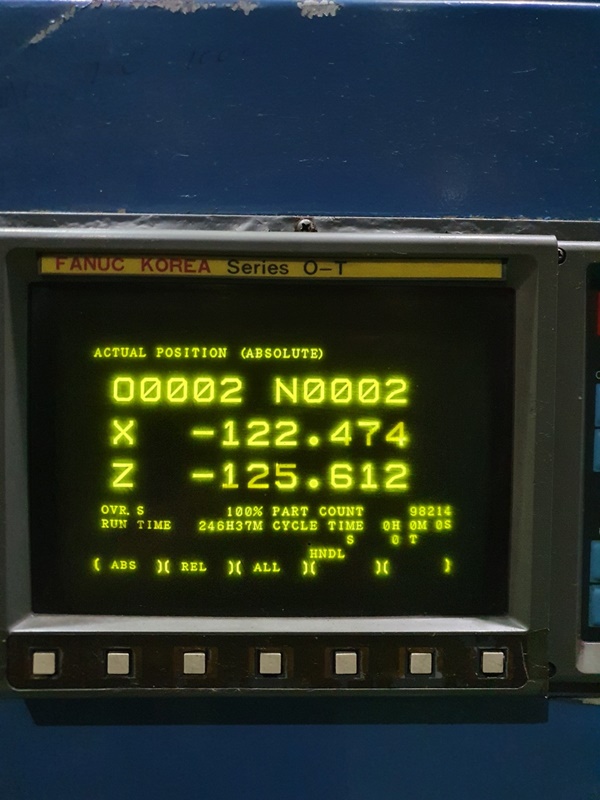 FANUC KOREA Series O-T
ACTUAL POSITION (ABSOLUTE)
O0002 N0002
X -122.474
Z -125.612
OVR.S 100% PART COUNT 98214
RUN TIME 246H37M CYCLE TIME 0H 0M 0S
S 0 T
HNDL
( ABS )( REL )( ALL )( )( )